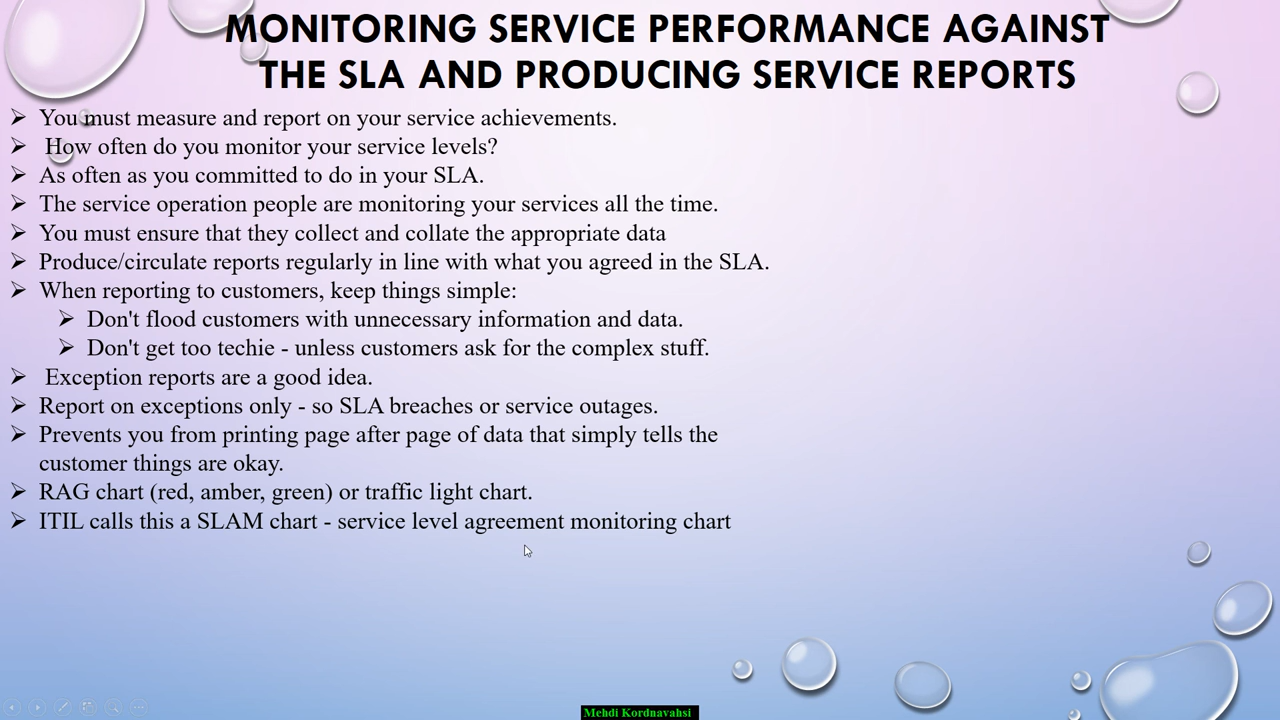 MONITORING SERVICE PERFORMANCE AGAINST
THE SLA AND PRODUCING SERVICE REPORTS
➢ You must measure and report on your service achievements.
➢ How often do you monitor your service levels?
➢ As often as you committed to do in your SLA.
➢ The service operation people are monitoring your services all the time.
➢ You must ensure that they collect and collate the appropriate data
➢ Produce/circulate reports regularly in line with what you agreed in the SLA.
➢ When reporting to customers, keep things simple:
➢ Don't flood customers with unnecessary information and data.
➢ Don't get too techie - unless customers ask for the complex stuff.
➢ Exception reports are a good idea.
➢ Report on exceptions only - so SLA breaches or service outages.
➢ Prevents you from printing page after page of data that simply tells the
customer things are okay.
➢ RAG chart (red, amber, green) or traffic light chart.
➢ ITIL calls this a SLAM chart - service level agreement monitoring chart
Mehdi Kordnavahsi